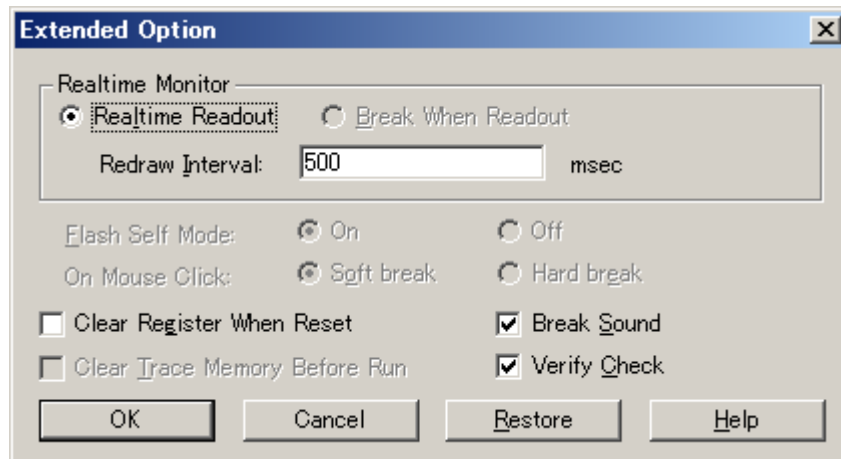 Extended Option
Realtime Monitor
Realtime Readout Break When Readout
Redraw Interval: 500 msec
Flash Self Mode: On Off
On Mouse Click: Soft break Hard break
Clear Register When Reset Break Sound
Clear Trace Memory Before Run Verify Check
OK Cancel Restore Help